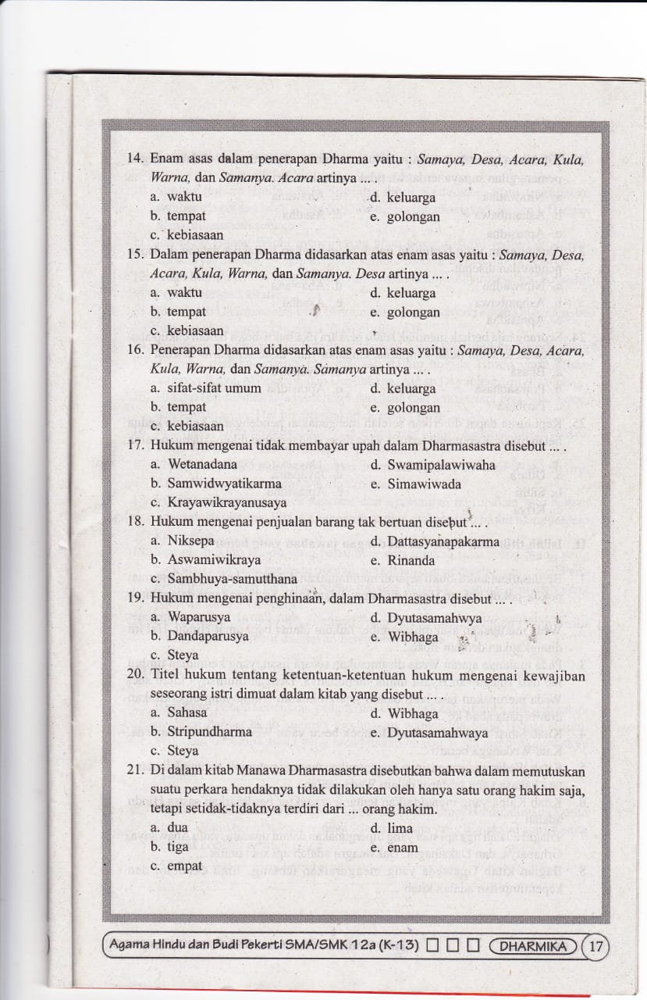 14. Enam asas dalam penerapan Dharma yaitu : Samaya, Desa, Acara, Kula,
Warna, dan Samanya. Acara artinya ... .
a. waktu d. keluarga
b. tempat e. golongan
c. kebiasaan
15. Dalam penerapan Dharma didasarkan atas enam asas yaitu : Samaya, Desa,
Acara, Kula, Warna, dan Samanya. Desa artinya ... .
a. waktu d. keluarga
b. tempat e. golongan
c. kebiasaan
16. Penerapan Dharma didasarkan atas enam asas yaitu : Samaya, Desa, Acara,
Kula, Warna, dan Samanya. Samanya artinya ... .
a. sifat-sifat umum d. keluarga
b. tempat e. golongan
c. kebiasaan
17. Hukum mengenai tidak membayar upah dalam Dharmasastra disebut ... .
a. Wetanadana d. Swamipalawiwaha
b. Samwidwyatikarma e. Simawiwada
c. Krayawikrayanusaya
18. Hukum mengenai penjualan barang tak bertuan disebut ... .
a. Niksepa d. Dattasyanapakarma
b. Aswamiwikraya e. Rinanda
c. Sambhuya-samutthana
19. Hukum mengenai penghinaan, dalam Dharmasastra disebut ... .
a. Waparusya d. Dyutasamahwya
b. Dandaparusya e. Wibhaga
c. Steya
20. Titel hukum tentang ketentuan-ketentuan hukum mengenai kewajiban
seseorang istri dimuat dalam kitab yang disebut ... .
a. Sahasa d. Wibhaga
b. Stripundharma e. Dyutasamahwaya
c. Steya
21. Di dalam kitab Manawa Dharmasastra disebutkan bahwa dalam memutuskan
suatu perkara hendaknya tidak dilakukan oleh hanya satu orang hakim saja,
tetapi setidak-tidaknya terdiri dari ... orang hakim.
a. dua d. lima
b. tiga e. enam
c. empat
Agama Hindu dan Budi Pekerti SMA/SMK 12a (K-13) DHARMIKA 17